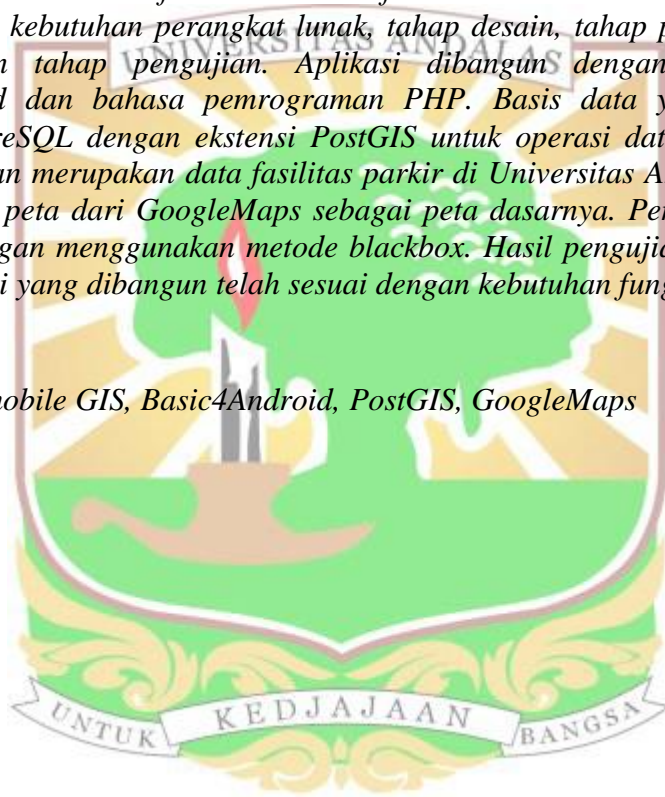 kebutuhan perangkat lunak, tahap desain, tahap
UNIVERSITAS ANDALAS
tahap pengujian. Aplikasi dibangun dengan
dan bahasa pemrograman PHP. Basis data
reSQL dengan ekstensi PostGIS untuk operasi dat
an merupakan data fasilitas parkir di Universitas A
peta dari GoogleMaps sebagai peta dasarnya. Per
gan menggunakan metode blackbox. Hasil pengujia
i yang dibangun telah sesuai dengan kebutuhan fung
mobile GIS, Basic4Android, PostGIS, GoogleMaps
UNTUK KEDJAJAAN BANGSA